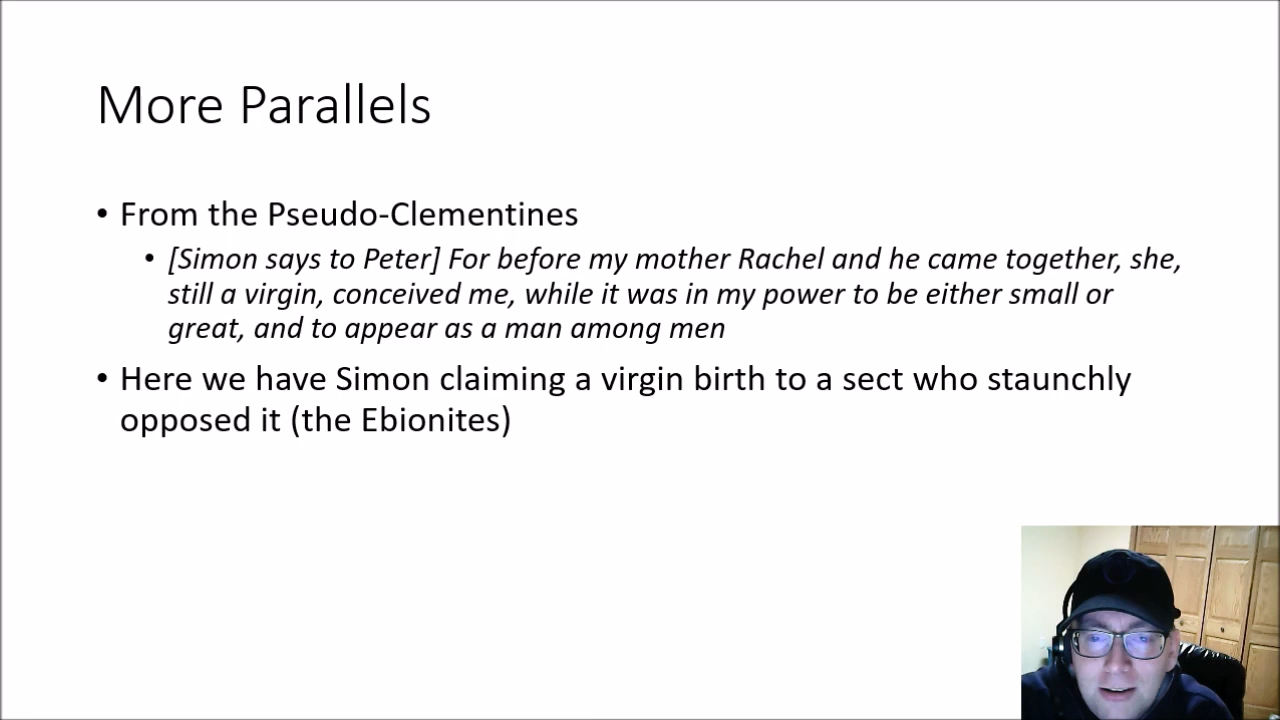 More Parallels
• From the Pseudo-Clementines
• [Simon says to Peter] For before my mother Rachel and he came together, she,
still a virgin, conceived me, while it was in my power to be either small or
great, and to appear as a man among men
• Here we have Simon claiming a virgin birth to a sect who staunchly
opposed it (the Ebionites)